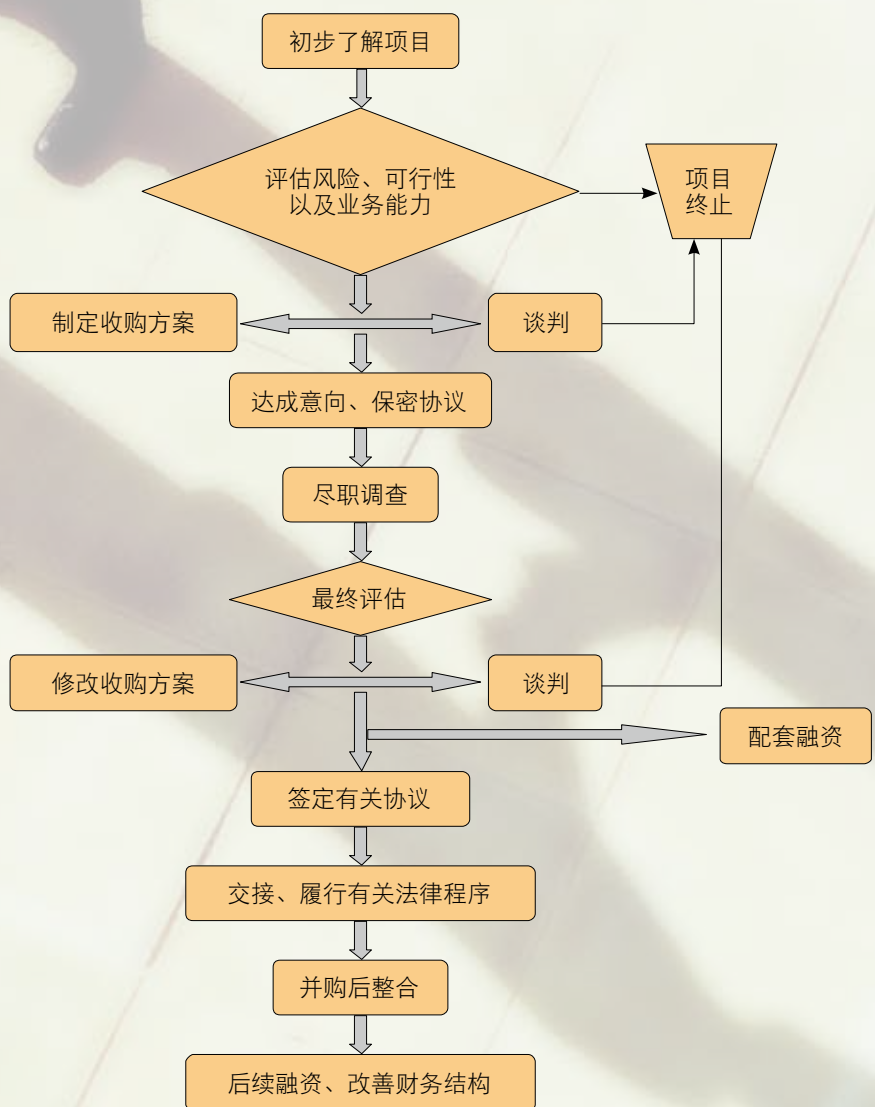 初步了解项目
评估风险、可行性
以及业务能力
项目
终止
制定收购方案
谈判
达成意向、保密协议
尽职调查
最终评估
修改收购方案
谈判
配套融资
签定有关协议
交接、履行有关法律程序
并购后整合
后续融资、改善财务结构